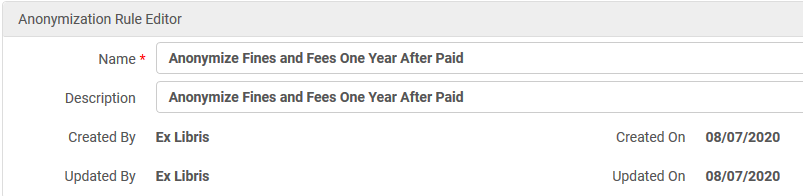 Anonymization Rule Editor
Name * Anonymize Fines and Fees One Year After Paid
Description Anonymize Fines and Fees One Year After Paid
Created By Ex Libris Created On 08/07/2020
Updated By Ex Libris Updated On 08/07/2020